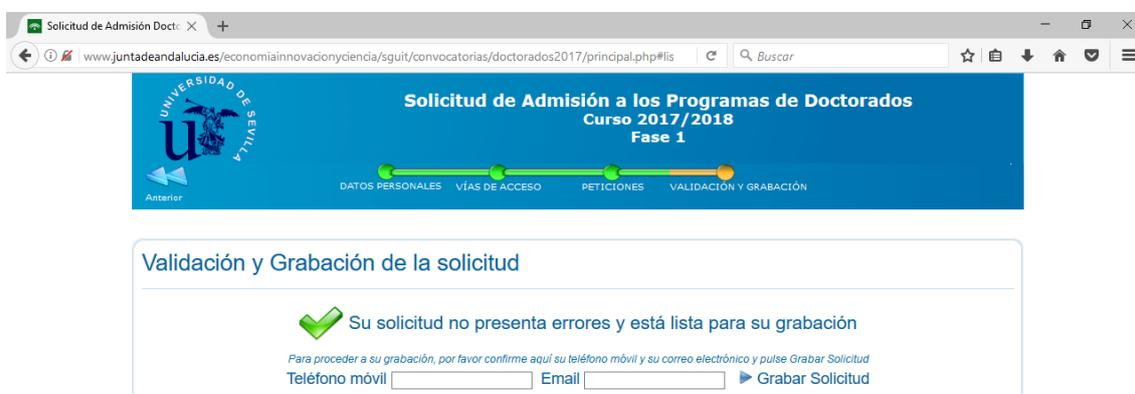 Solicitud de Admisión Docto
www.juntadeandalucia.es/economiainnovacionyciencia/sguit/convocatorias/doctorados2017/principal.php#lis
Buscar
UNIVERSIDAD DE SEVILLA
Solicitud de Admisión a los Programas de Doctorados
Curso 2017/2018
Fase 1
Anterior
DATOS PERSONALES VÍAS DE ACCESO PETICIONES VALIDACIÓN Y GRABACIÓN
Validación y Grabación de la solicitud
Su solicitud no presenta errores y está lista para su grabación
Para proceder a su grabación, por favor confirme aquí su teléfono móvil y su correo electrónico y pulse Grabar Solicitud
Teléfono móvil Email Grabar Solicitud